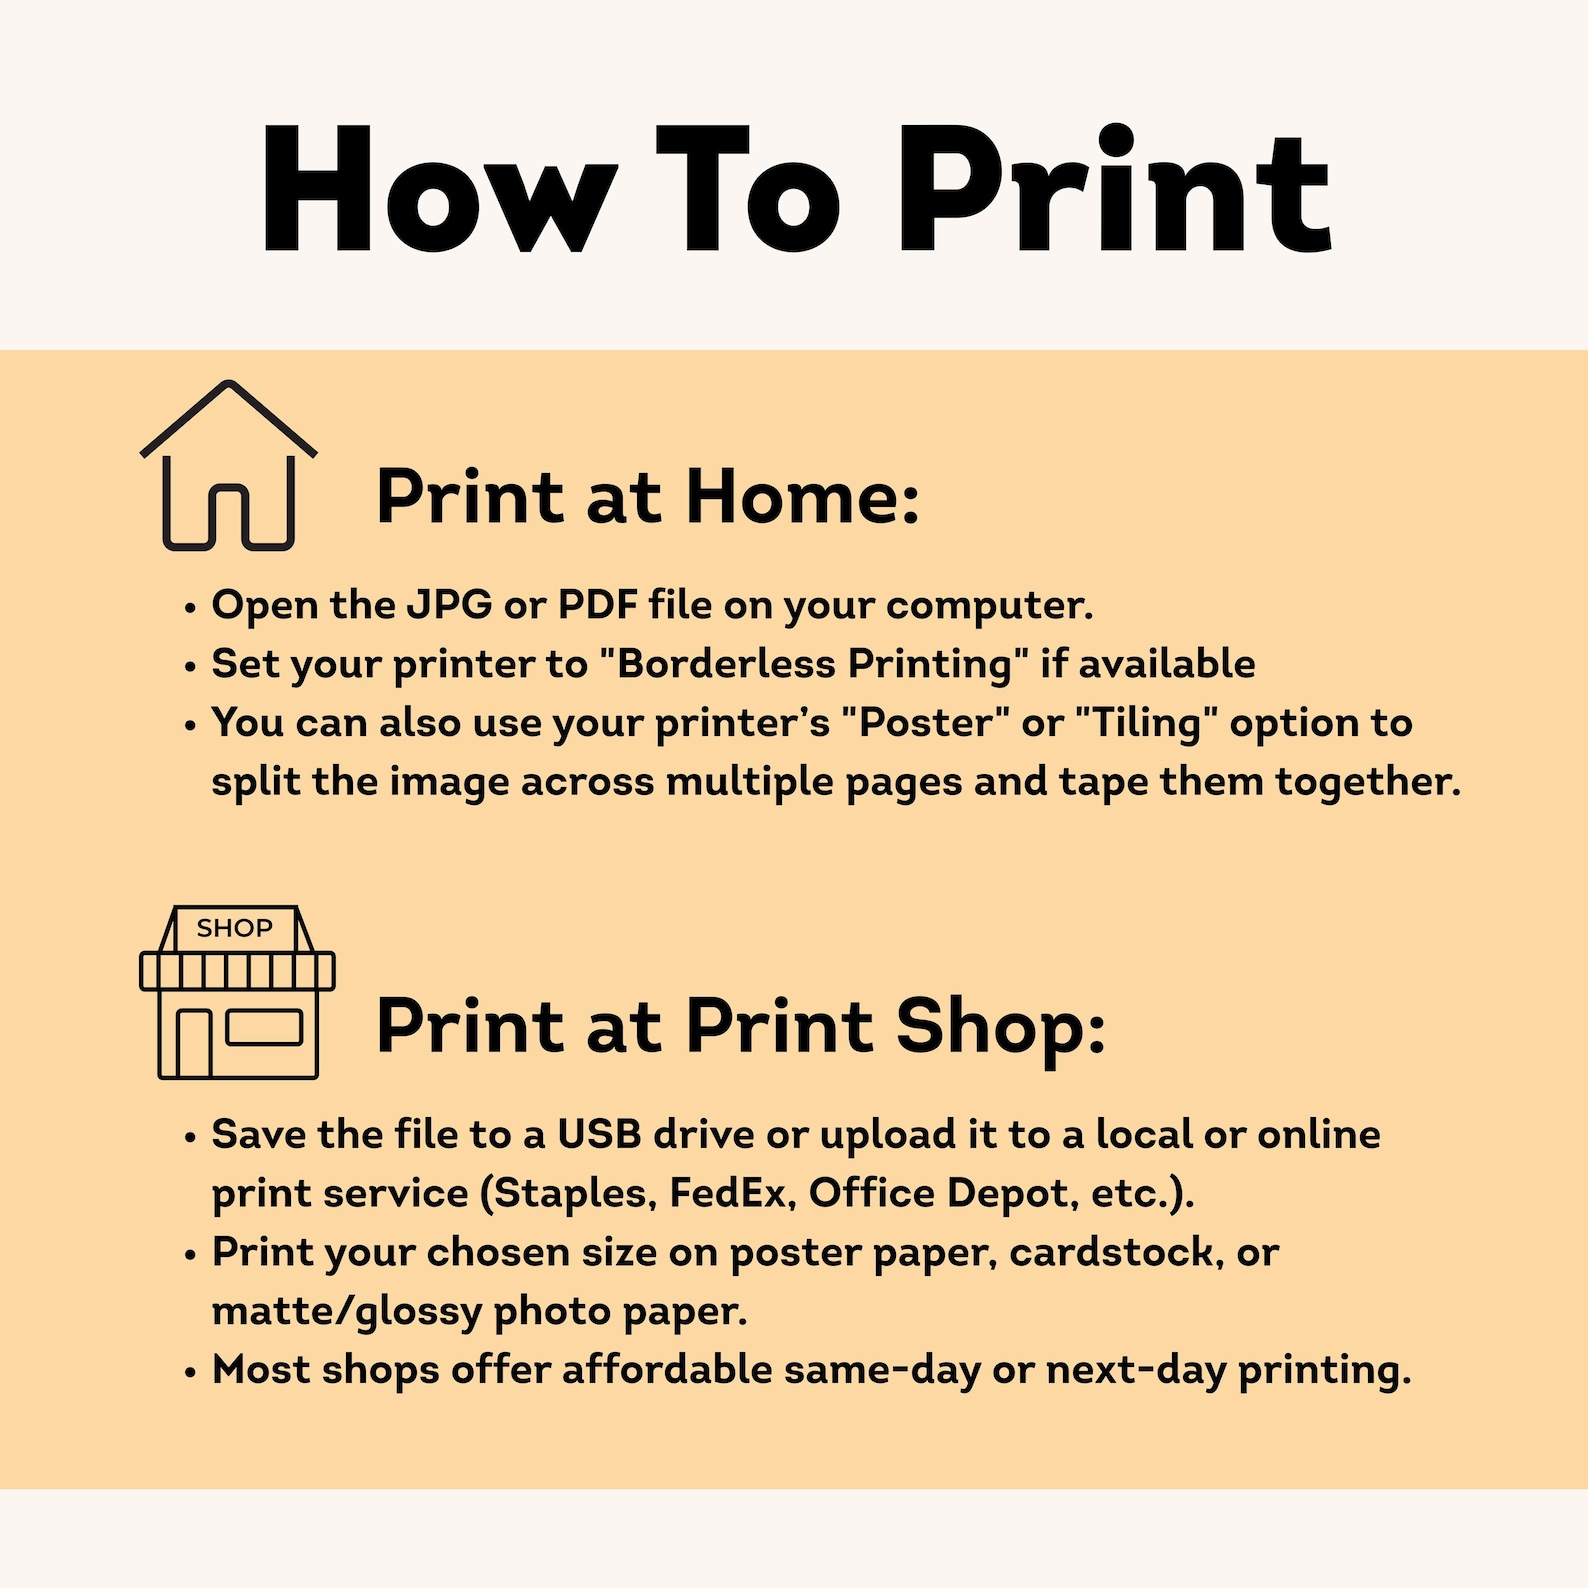 How To Print
Print at Home:
• Open the JPG or PDF file on your computer.
• Set your printer to "Borderless Printing" if available
• You can also use your printer’s "Poster" or "Tiling" option to
split the image across multiple pages and tape them together.
SHOP
Print at Print Shop:
• Save the file to a USB drive or upload it to a local or online
print service (Staples, FedEx, Office Depot, etc.).
• Print your chosen size on poster paper, cardstock, or
matte/glossy photo paper.
• Most shops offer affordable same-day or next-day printing.